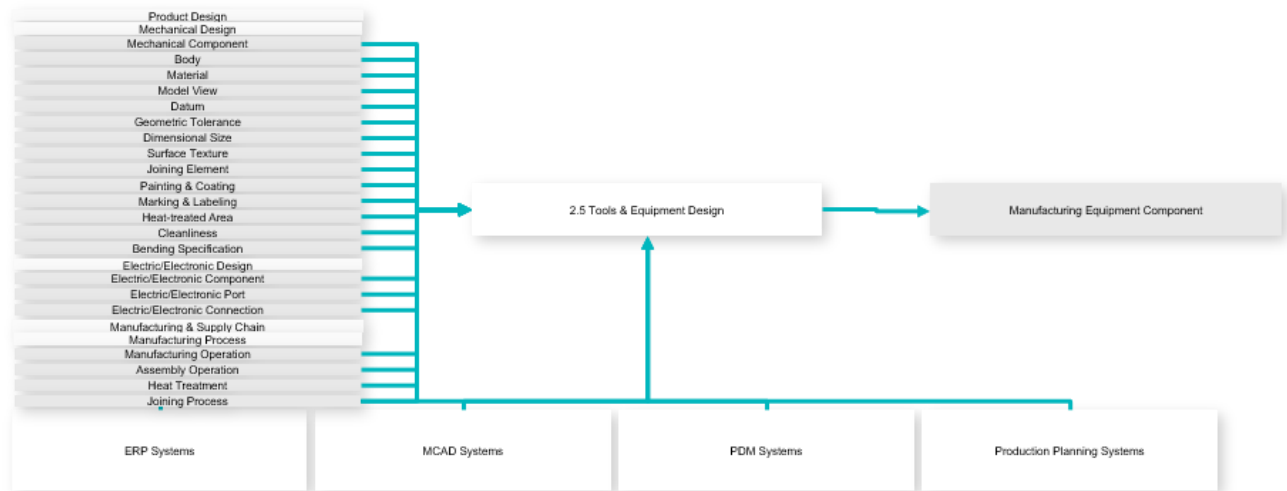 Product Design
Mechanical Design
Mechanical Component
Body
Material
Model View
Datum
Geometric Tolerance
Dimensional Size
Surface Texture
Joining Element
Painting & Coating
Marking & Labeling
Heat-treated Area
Cleanliness
Bending Specification
Electric/Electronic Design
Electric/Electronic Component
Electric/Electronic Port
Electric/Electronic Connection
Manufacturing & Supply Chain
Manufacturing Process
Manufacturing Operation
Assembly Operation
Heat Treatment
Joining Process
2.5 Tools & Equipment Design
Manufacturing Equipment Component
ERP Systems
MCAD Systems
PDM Systems
Production Planning Systems